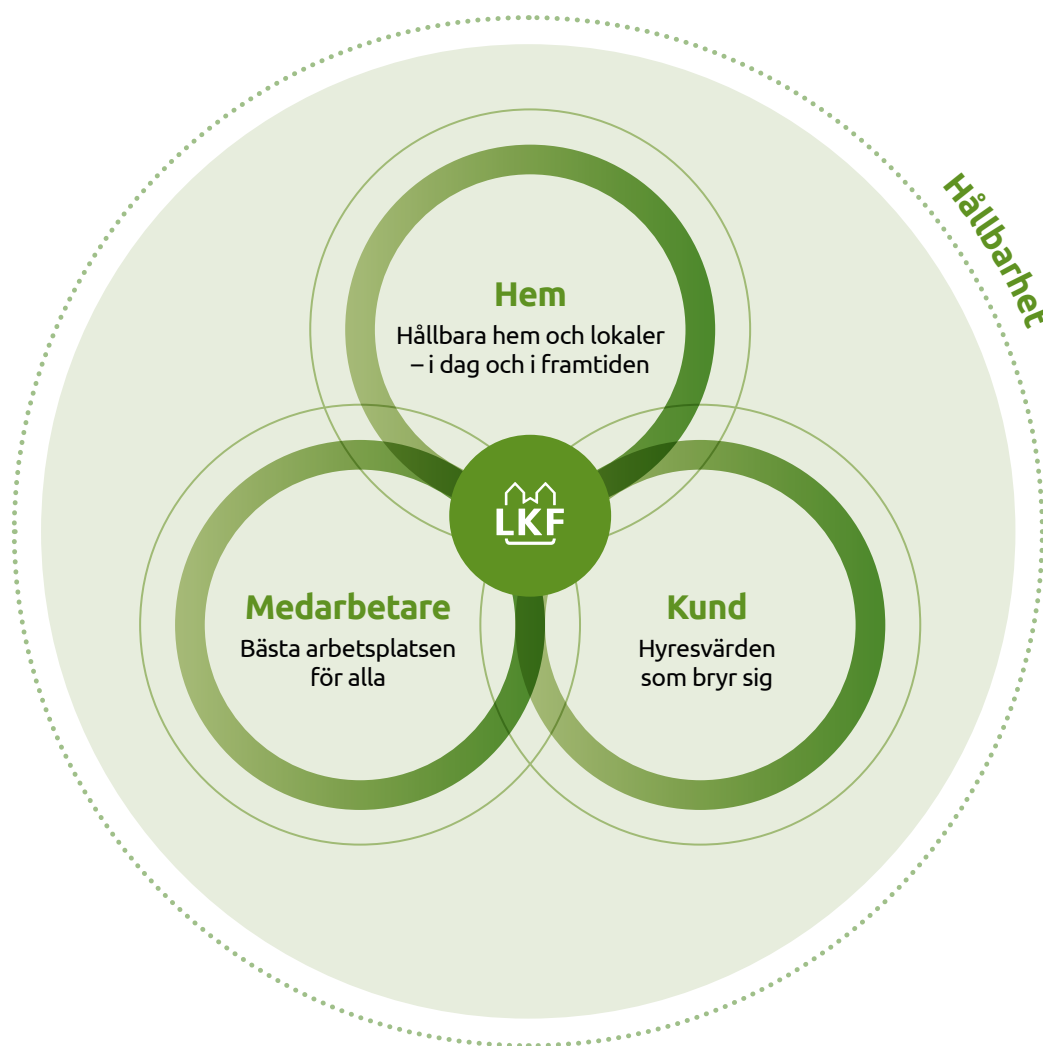 Hållbarhet
Hem
Hållbara hem och lokaler
– i dag och i framtiden
LKF
Medarbetare
Bästa arbetsplatsen
för alla
Kund
Hyresvärden
som bryr sig